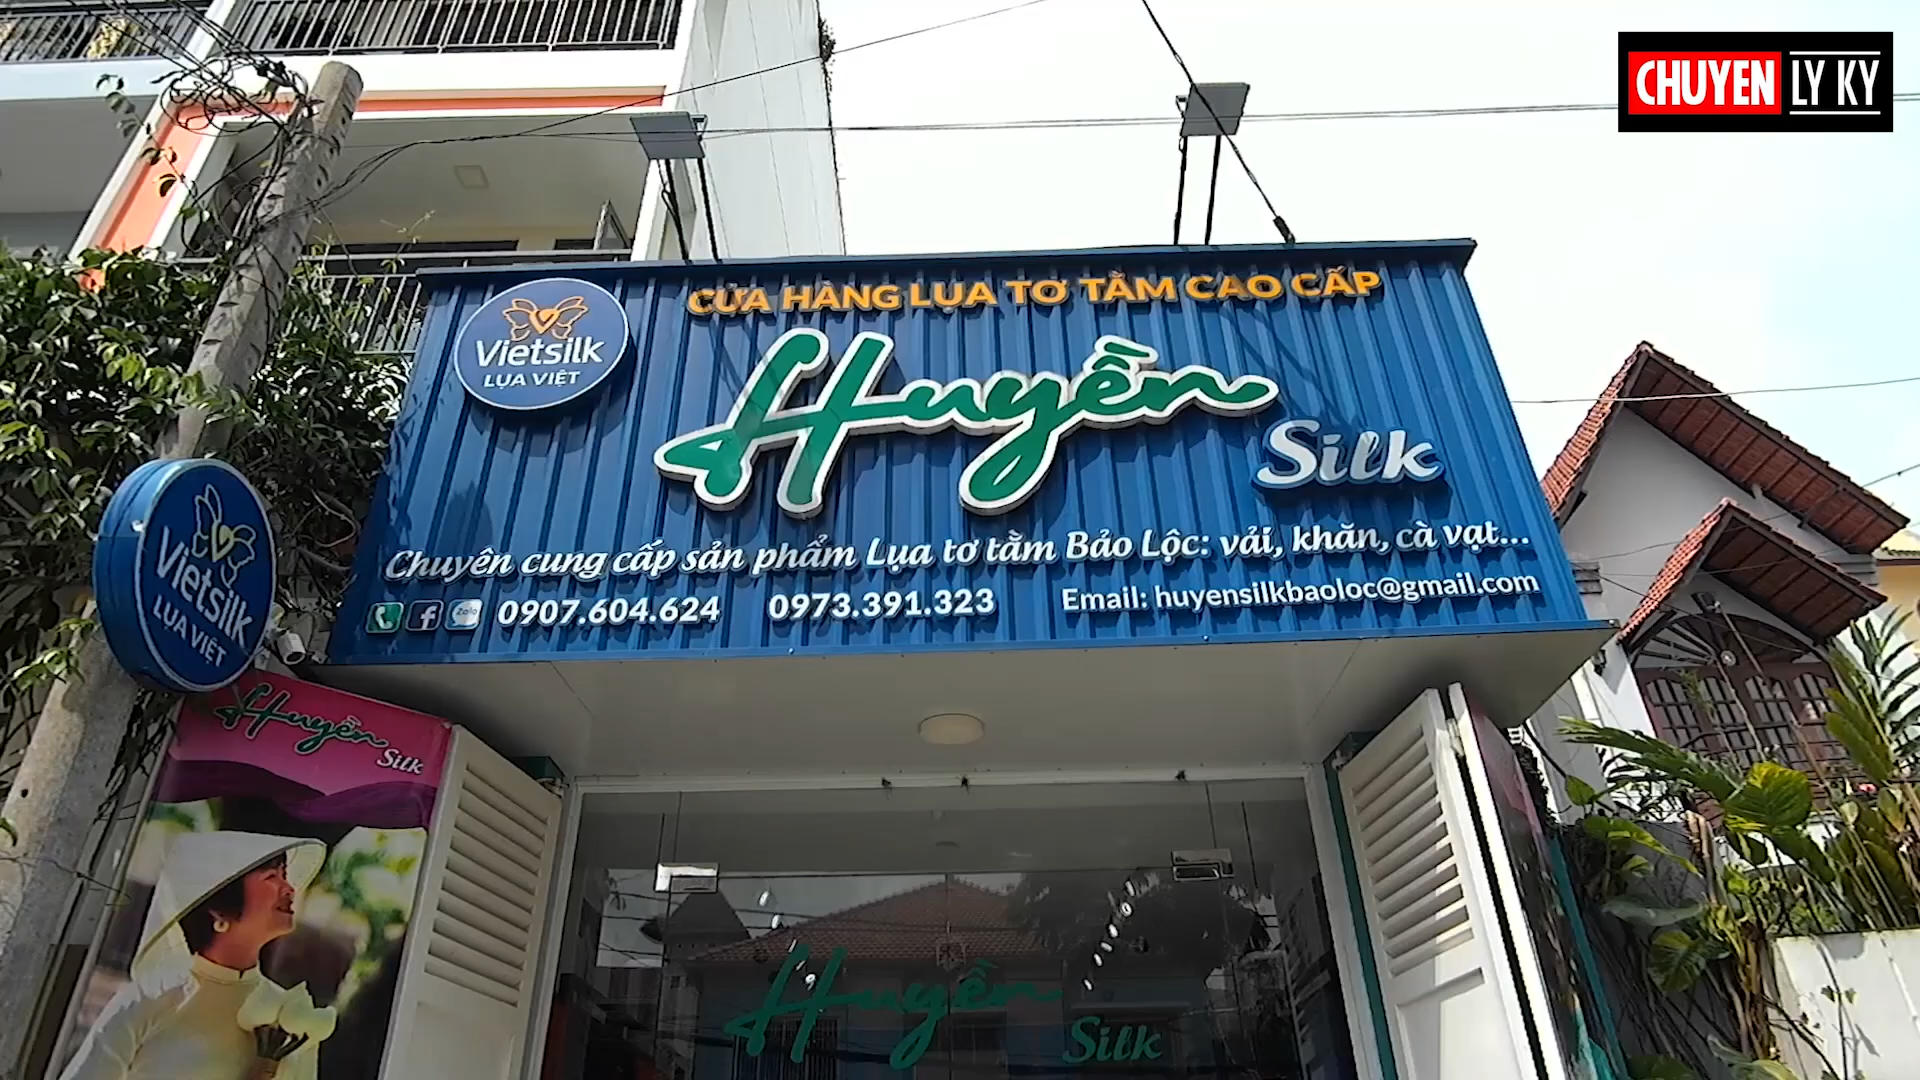 CHUYEN LY KY
CỬA HÀNG LỤA TƠ TẰM CAO CẤP
Vietsilk
LỤA VIỆT
Huyền
Silk
Chuyên cung cấp sản phẩm Lụa tơ tằm Bảo Lộc: vải, khăn, cà vạt...
Zalo 0907.604.624 0973.391.323 Email: huyensilkbaoloc@gmail.com
Vietsilk
LỤA VIỆT
Huyền
Silk
Huyền
Silk